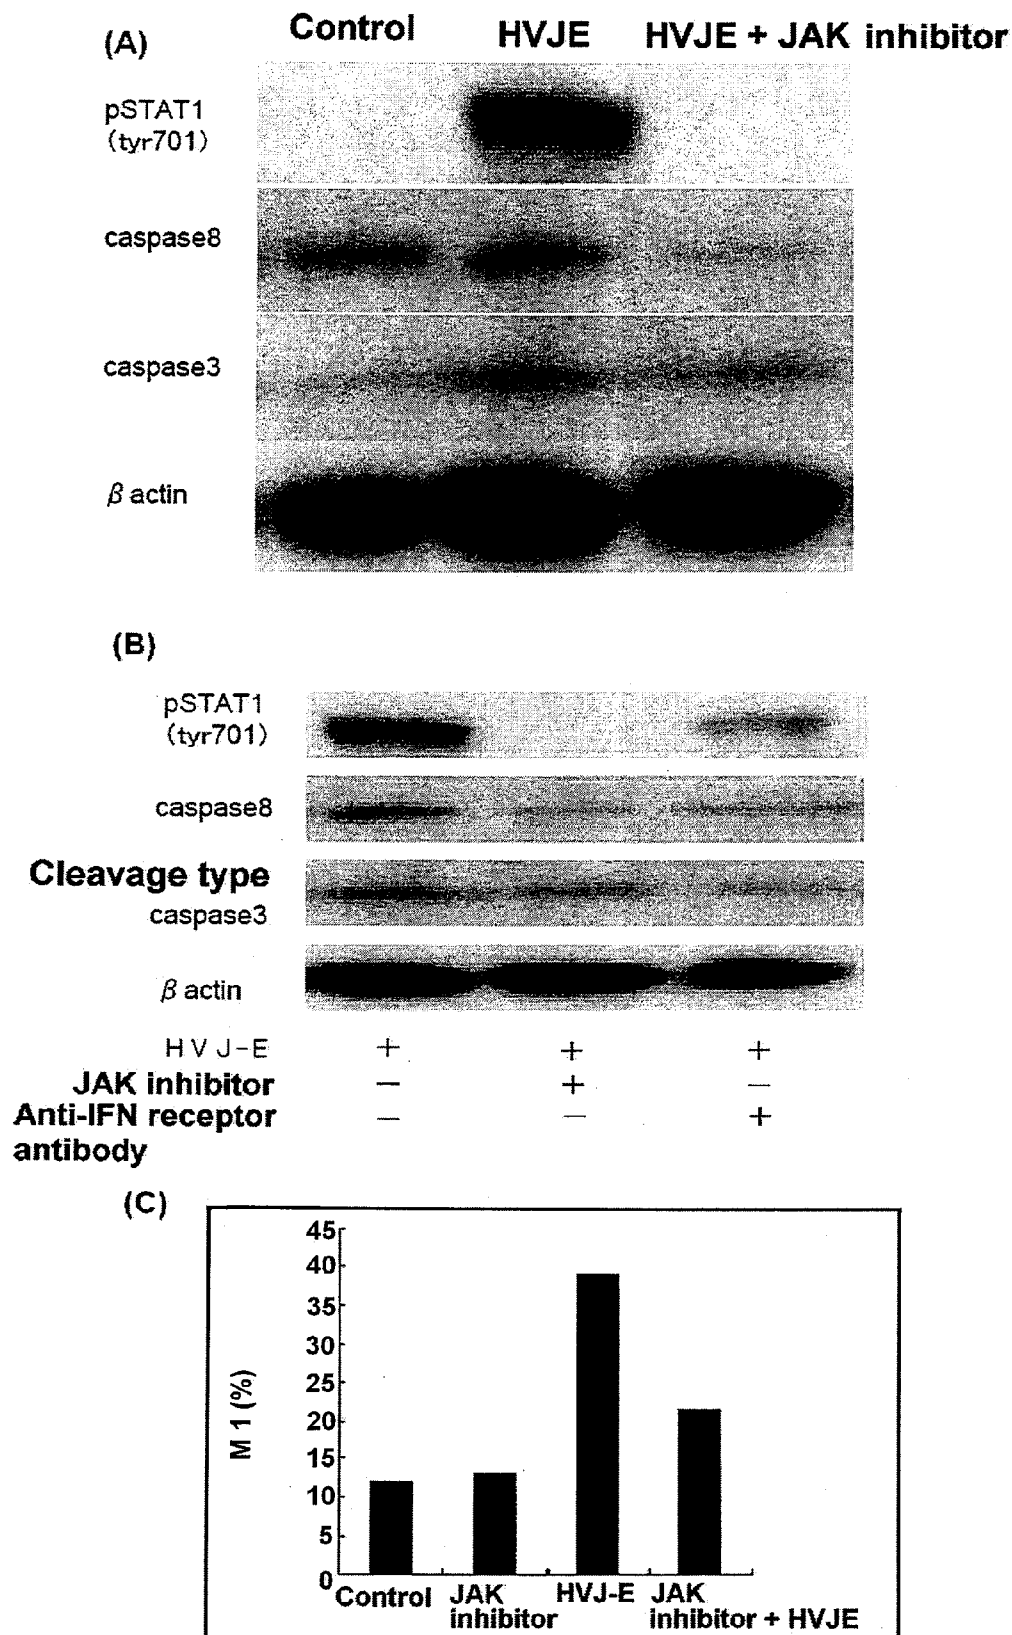 (A) Control HVJE HVJE + JAK inhibitor
pSTAT1
(tyr701)
caspase8
caspase3
β actin
(B)
pSTAT1
(tyr701)
caspase8
Cleavage type
caspase3
β actin
HVJ-E + + +
JAK inhibitor − + −
Anti-IFN receptor − − +
antibody
(C)
45
40
35
30
25
20
15
10
5
0
M 1 (%)
Control JAK HVJ-E JAK
inhibitor inhibitor + HVJE